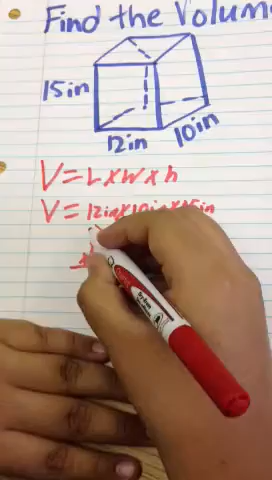 Find the Volum
15in
12in
10in
V = L x W x h
V = 12in x 10in x 15in